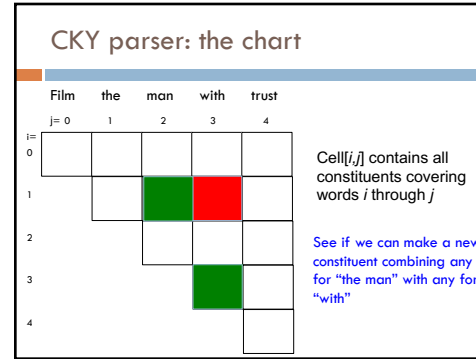 CKY parser: the chart
Film the man with trust
j= 0 1 2 3 4
i=
0
1
2
3
4
Cell[i,j] contains all
constituents covering
words i through j
See if we can make a new
constituent combining any
for “the man” with any for
“with”